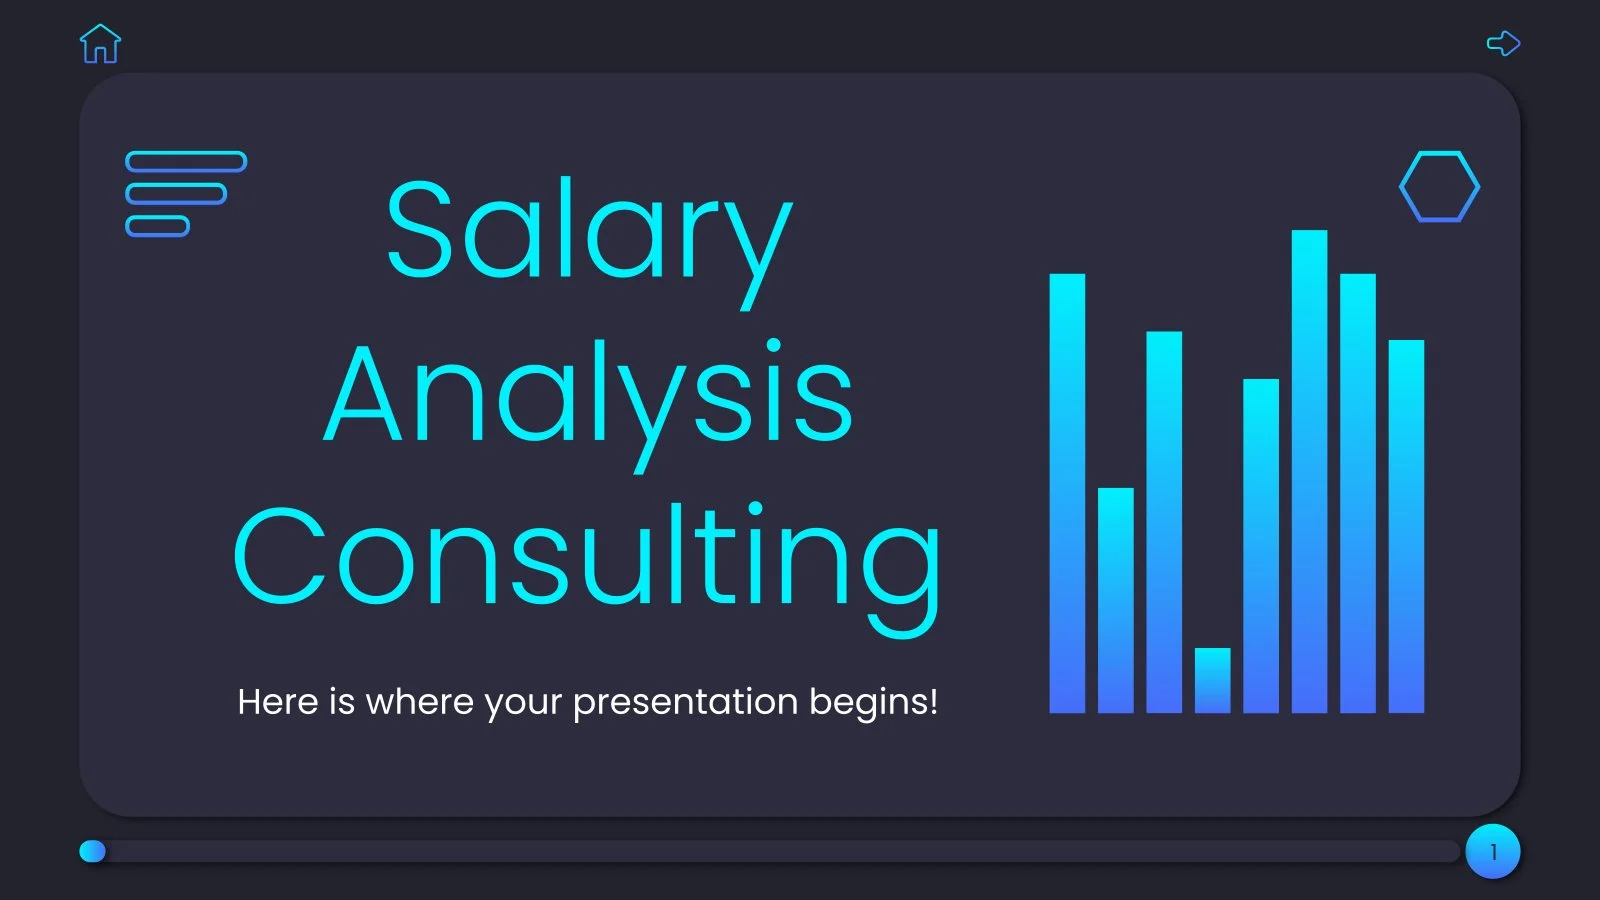 Salary
Analysis
Consulting
Here is where your presentation begins!
1